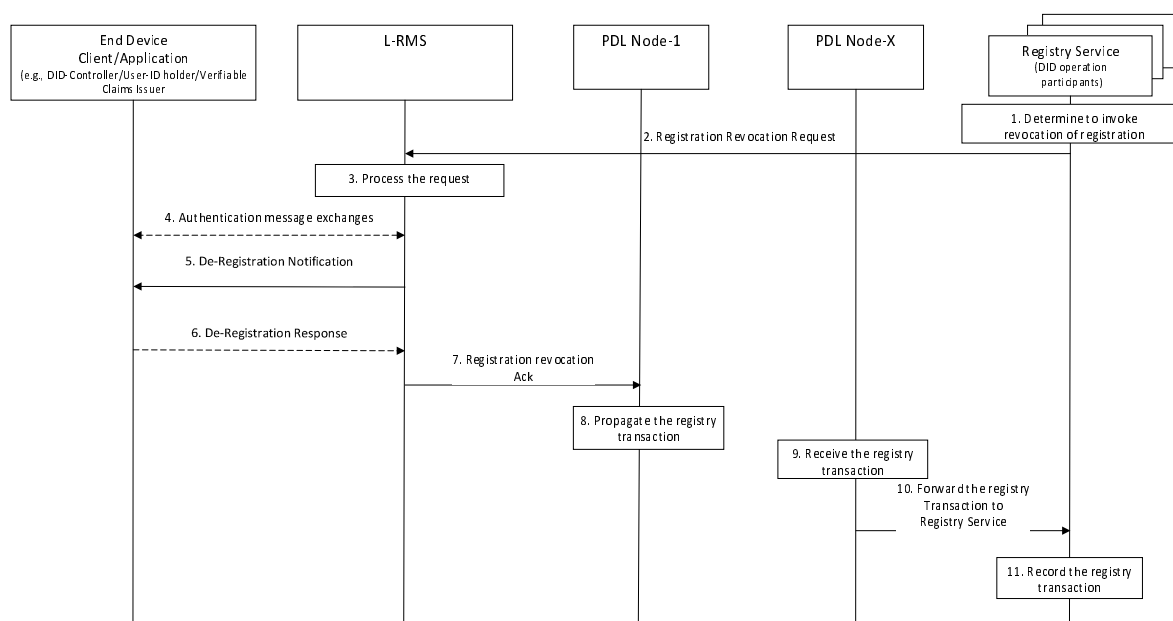 End Device
Client/Application
(e.g., DID-Controller/User-ID holder/Verifiable
Claims Issuer
L-RMS
PDL Node-1
PDL Node-X
Registry Service
(DID operation
participants)
1. Determine to invoke
revocation of registration
2. Registration Revocation Request
3. Process the request
4. Authentication message exchanges
5. De-Registration Notification
6. De-Registration Response
7. Registration revocation
Ack
8. Propagate the registry
transaction
9. Receive the registry
transaction
10. Forward the registry
Transaction to
Registry Service
11. Record the registry
transaction